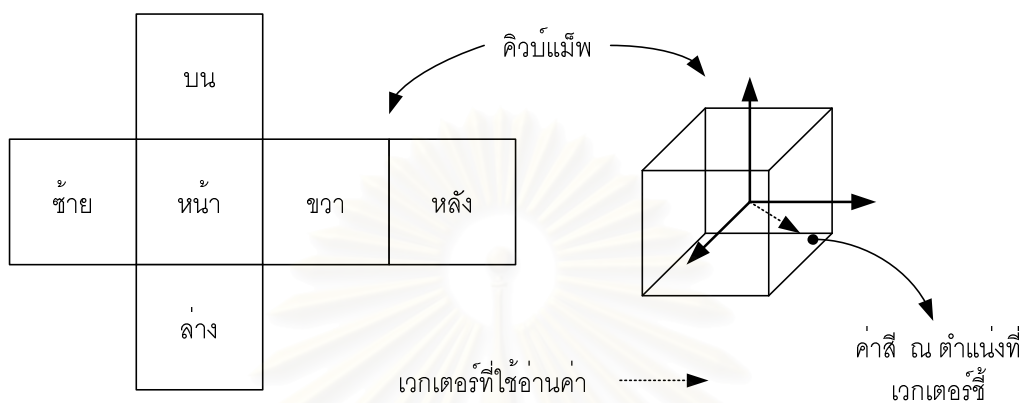 คิวบ์แม็พ
บน
ซ้าย หน้า ขวา หลัง
ล่าง
ค่าสี ณ ตำแหน่งที่
เวกเตอร์ชี้
เวกเตอร์ที่ใช้อ่านค่า